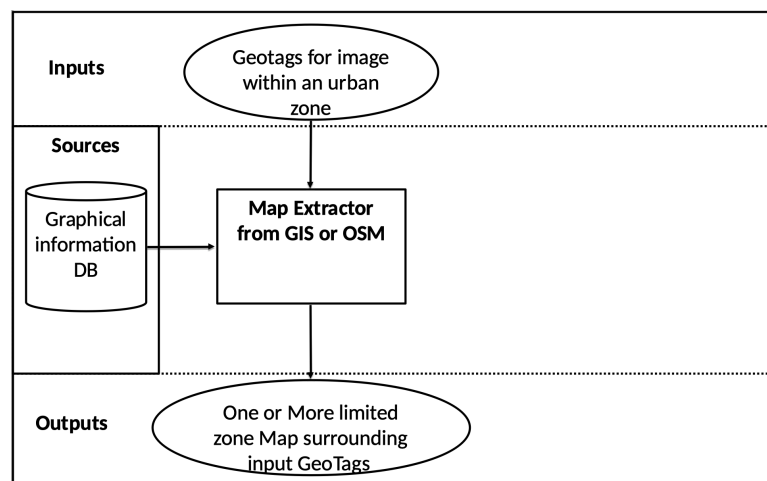 Inputs
Geotags for image
within an urban
zone
Sources
Graphical
information
DB
Map Extractor
from GIS or OSM
Outputs
One or More limited
zone Map surrounding
input GeoTags